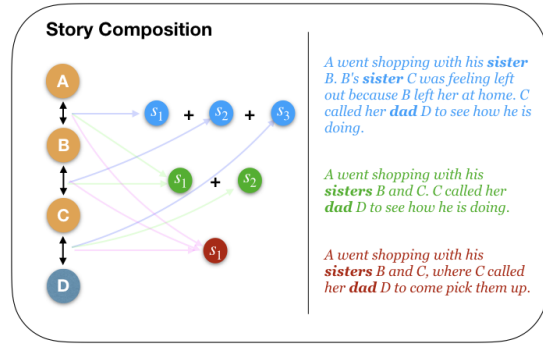 Story Composition
A
B
C
D
s1 + s2 + s3
s1 + s2
s1
A went shopping with his sister
B. B's sister C was feeling left
out because B left her at home. C
called her dad D to see how he is
doing.
A went shopping with his
sisters B and C. C called her
dad D to see how he is doing.
A went shopping with his
sisters B and C, where C called
her dad D to come pick them up.